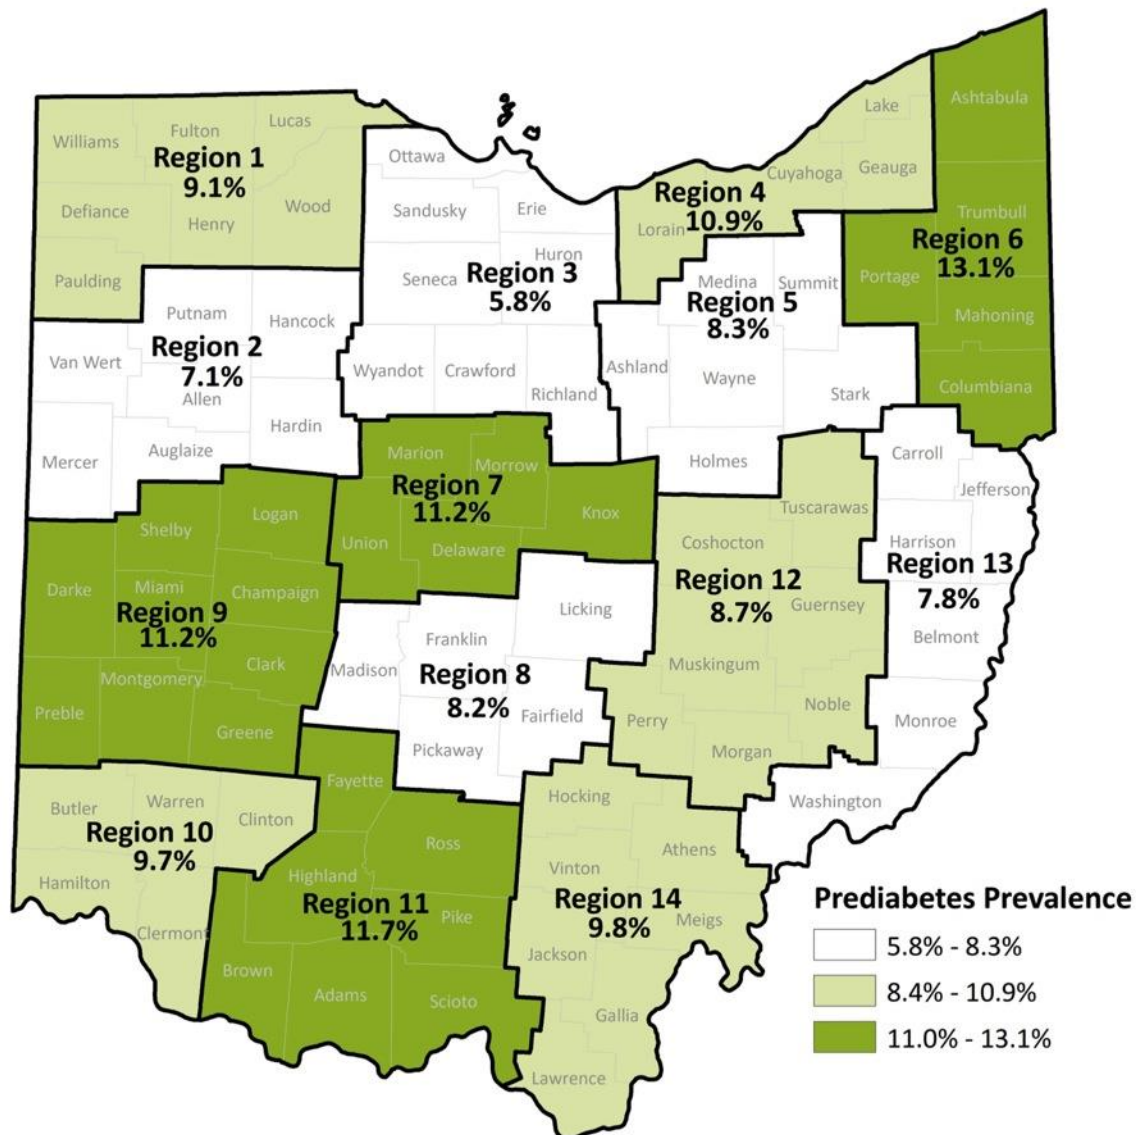 Williams
Fulton
Lucas
Region 1
9.1%
Defiance
Henry
Wood
Paulding
Ottawa
Sandusky
Erie
Huron
Seneca
Region 3
5.8%
Wyandot
Crawford
Richland
Lake
Cuyahoga
Geauga
Region 4
10.9%
Lorain
Ashtabula
Trumbull
Region 6
13.1%
Portage
Mahoning
Columbiana
Medina
Summit
Region 5
8.3%
Ashland
Wayne
Stark
Holmes
Putnam
Hancock
Region 2
7.1%
Van Wert
Allen
Hardin
Mercer
Auglaize
Marion
Morrow
Region 7
11.2%
Knox
Union
Delaware
Carroll
Jefferson
Harrison
Region 13
7.8%
Belmont
Monroe
Washington
Tuscarawas
Coshocton
Region 12
8.7%
Guernsey
Muskingum
Noble
Perry
Morgan
Logan
Shelby
Darke
Miami
Champaign
Region 9
11.2%
Clark
Montgomery
Preble
Greene
Licking
Franklin
Madison
Region 8
8.2%
Fairfield
Pickaway
Butler
Warren
Clinton
Region 10
9.7%
Hamilton
Clermont
Fayette
Ross
Highland
Region 11
11.7%
Pike
Brown
Adams
Scioto
Hocking
Athens
Vinton
Region 14
9.8%
Meigs
Jackson
Gallia
Lawrence
Prediabetes Prevalence
5.8% - 8.3%
8.4% - 10.9%
11.0% - 13.1%